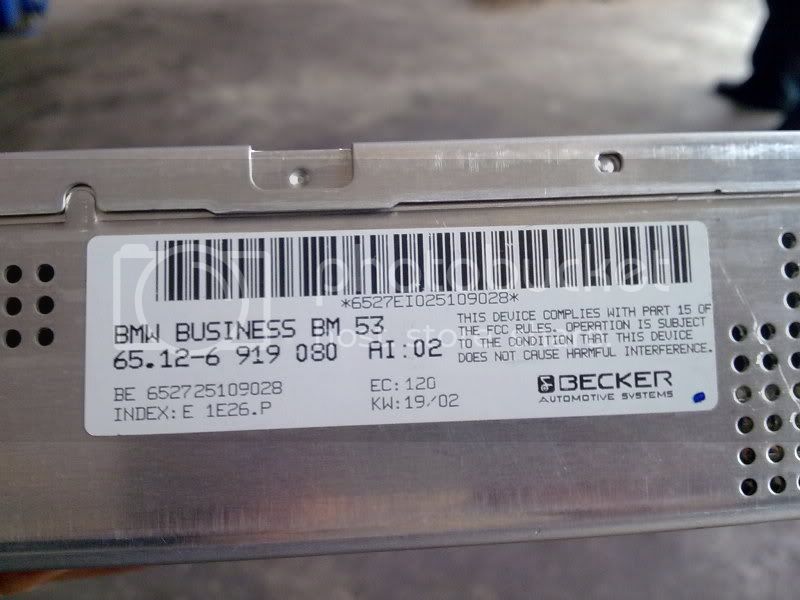 *6527EI025109028*
BMW BUSINESS BM 53
65.12-6 919 080 AI:02
THIS DEVICE COMPLIES WITH PART 15 OF
THE FCC RULES. OPERATION IS SUBJECT
TO THE CONDITION THAT THIS DEVICE
DOES NOT CAUSE HARMFUL INTERFERENCE.
BE 652725109028
INDEX:E 1E26.P
EC:120
KW:19/02
BECKER
AUTOMOTIVE SYSTEMS
photobucket